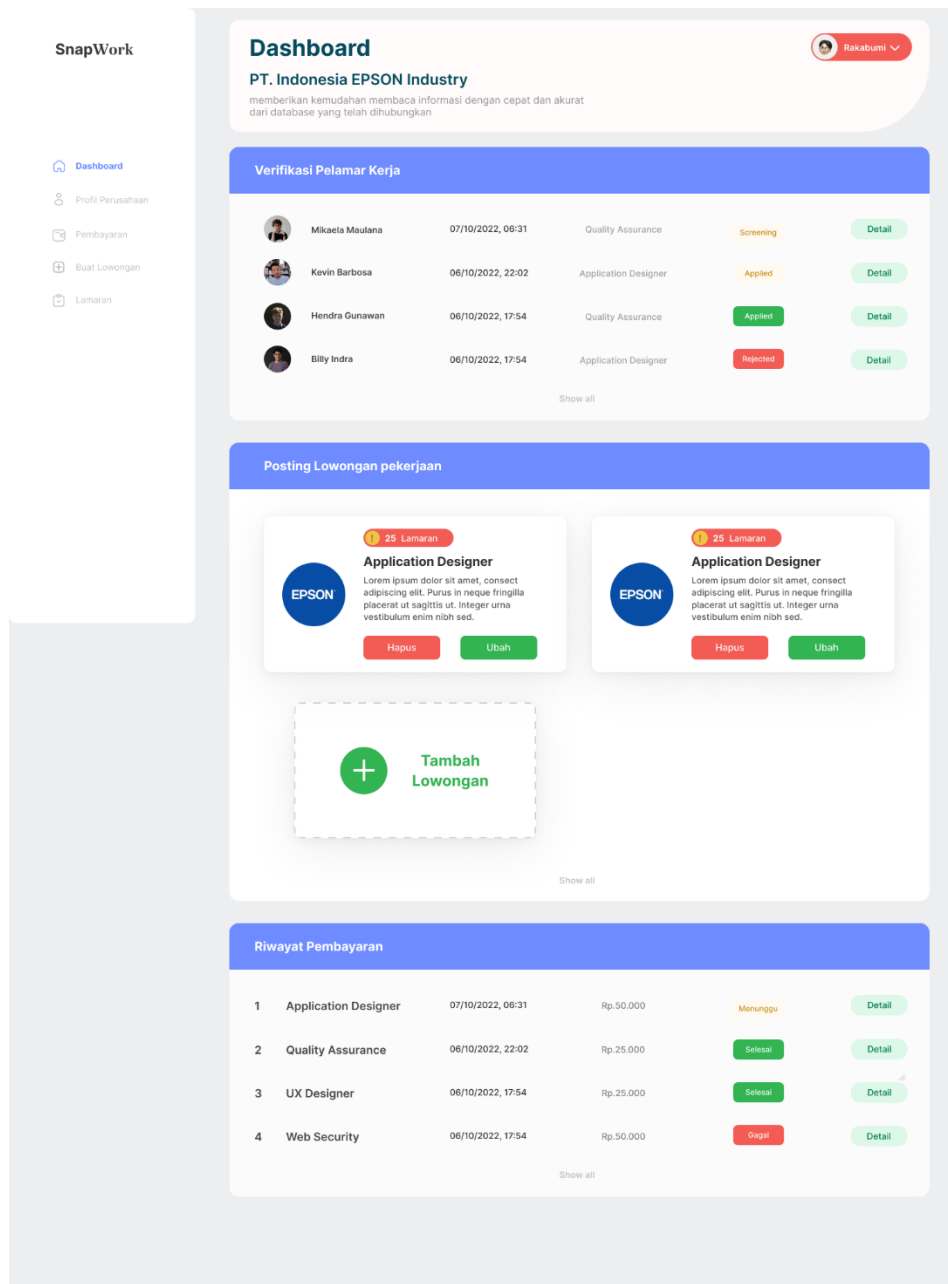 SnapWork
Dashboard
Profil Perusahaan
Pembayaran
Buat Lowongan
Lamaran
Dashboard
Rakabumi
PT. Indonesia EPSON Industry
memberikan kemudahan membaca informasi dengan cepat dan akurat
dari database yang telah dihubungkan
Verifikasi Pelamar Kerja
Mikaela Maulana 07/10/2022, 06:31 Quality Assurance Screening Detail
Kevin Barbosa 06/10/2022, 22:02 Application Designer Applied Detail
Hendra Gunawan 06/10/2022, 17:54 Quality Assurance Applied Detail
Billy Indra 06/10/2022, 17:54 Application Designer Rejected Detail
Show all
Posting Lowongan pekerjaan
! 25 Lamaran
Application Designer
EPSON
Lorem ipsum dolor sit amet, consect
adipiscing elit. Purus in neque fringilla
placerat ut sagittis ut. Integer urna
vestibulum enim nibh sed.
Hapus Ubah
! 25 Lamaran
Application Designer
EPSON
Lorem ipsum dolor sit amet, consect
adipiscing elit. Purus in neque fringilla
placerat ut sagittis ut. Integer urna
vestibulum enim nibh sed.
Hapus Ubah
Tambah
Lowongan
Show all
Riwayat Pembayaran
1 Application Designer 07/10/2022, 06:31 Rp.50.000 Menunggu Detail
2 Quality Assurance 06/10/2022, 22:02 Rp.25.000 Selesai Detail
3 UX Designer 06/10/2022, 17:54 Rp.25.000 Selesai Detail
4 Web Security 06/10/2022, 17:54 Rp.50.000 Gagal Detail
Show all